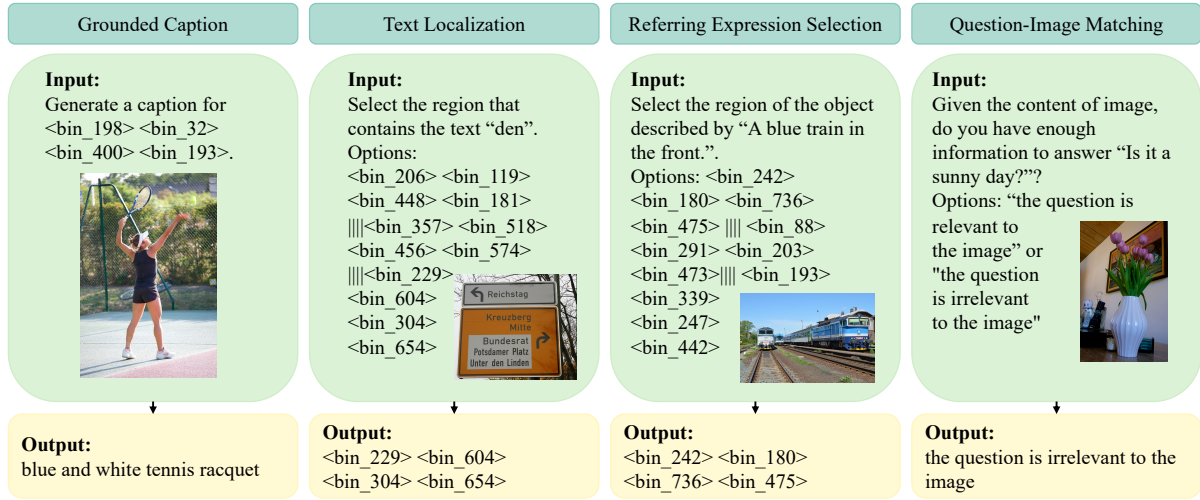 Grounded Caption
Input:
Generate a caption for
<bin_198> <bin_32>
<bin_400> <bin_193>.
Output:
blue and white tennis racquet
Text Localization
Input:
Select the region that
contains the text “den”.
Options:
<bin_206> <bin_119>
<bin_448> <bin_181>
||||<bin_357> <bin_518>
<bin_456> <bin_574>
||||<bin_229>
<bin_604>
<bin_304>
<bin_654>
Reichstag
Kreuzberg
Mitte
Bundesrat
Potsdamer Platz
Unter den Linden
Output:
<bin_229> <bin_604>
<bin_304> <bin_654>
Referring Expression Selection
Input:
Select the region of the object
described by “A blue train in
the front.”.
Options: <bin_242>
<bin_180> <bin_736>
<bin_475> |||| <bin_88>
<bin_291> <bin_203>
<bin_473>|||| <bin_193>
<bin_339>
<bin_247>
<bin_442>
Output:
<bin_242> <bin_180>
<bin_736> <bin_475>
Question-Image Matching
Input:
Given the content of image,
do you have enough
information to answer “Is it a
sunny day?”?
Options: “the question is
relevant to
the image” or
"the question
is irrelevant
to the image"
Output:
the question is irrelevant to the
image